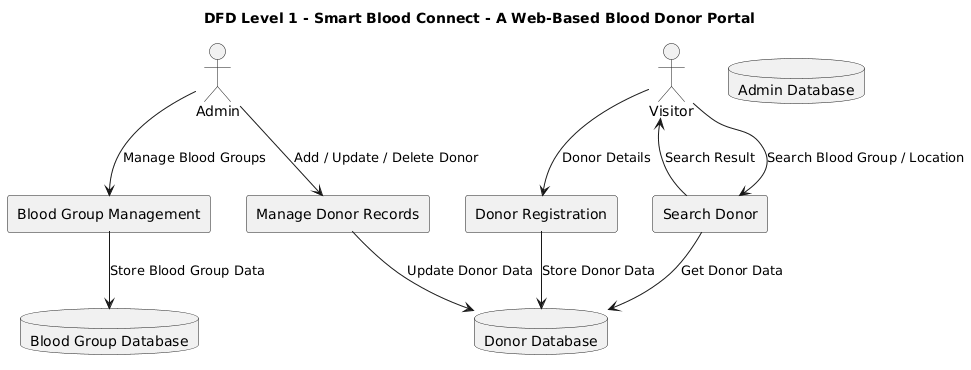 DFD Level 1 - Smart Blood Connect - A Web-Based Blood Donor Portal
Admin
Visitor
Admin Database
Manage Blood Groups
Add / Update / Delete Donor
Donor Details
Search Result
Search Blood Group / Location
Blood Group Management
Manage Donor Records
Donor Registration
Search Donor
Store Blood Group Data
Update Donor Data
Store Donor Data
Get Donor Data
Blood Group Database
Donor Database